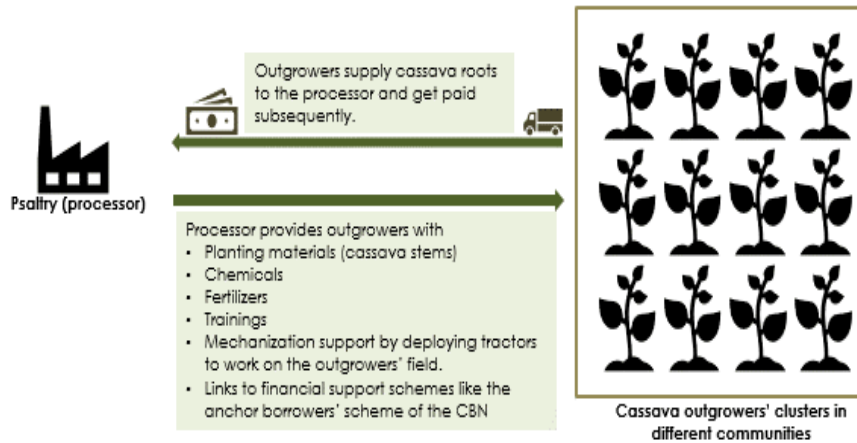 Outgrowers supply cassava roots
to the processor and get paid
subsequently.
Psaltry (processor)
Processor provides outgrowers with
• Planting materials (cassava stems)
• Chemicals
• Fertilizers
• Trainings
• Mechanization support by deploying tractors
to work on the outgrowers' field.
• Links to financial support schemes like the
anchor borrowers' scheme of the CBN
Cassava outgrowers' clusters in
different communities